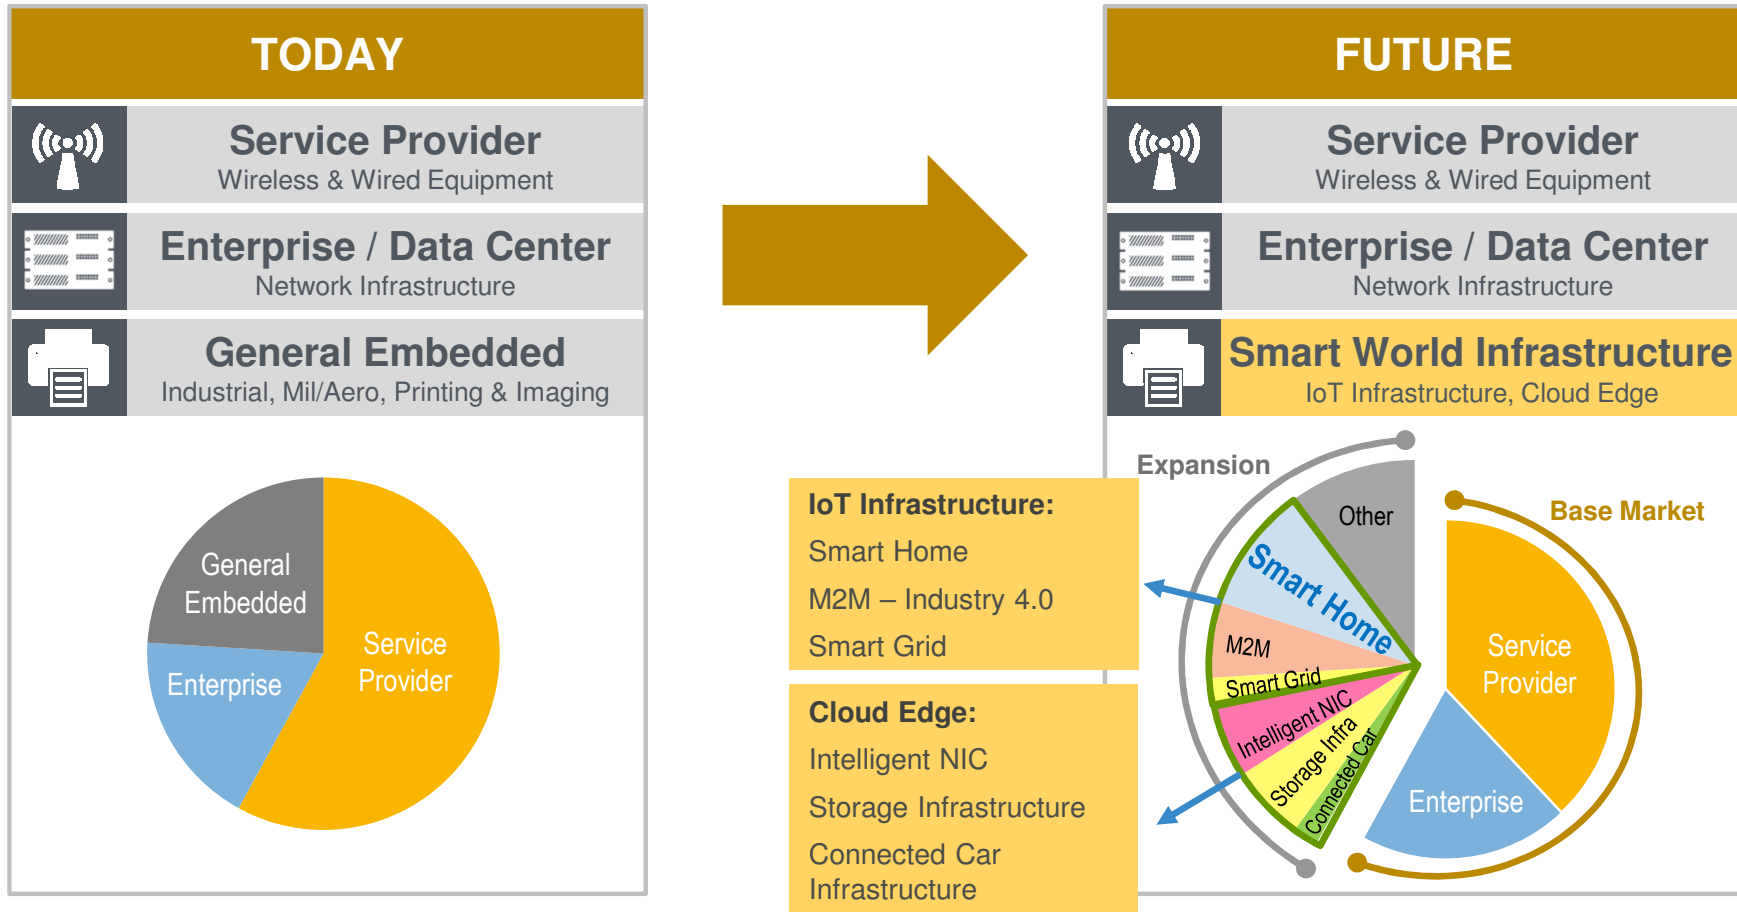 TODAY
Service Provider
Wireless & Wired Equipment
Enterprise / Data Center
Network Infrastructure
General Embedded
Industrial, Mil/Aero, Printing & Imaging
General
Embedded
Service
Provider
Enterprise
IoT Infrastructure:
Smart Home
M2M – Industry 4.0
Smart Grid
Cloud Edge:
Intelligent NIC
Storage Infrastructure
Connected Car
Infrastructure
FUTURE
Service Provider
Wireless & Wired Equipment
Enterprise / Data Center
Network Infrastructure
Smart World Infrastructure
IoT Infrastructure, Cloud Edge
Expansion
Other
Smart Home
M2M
Smart Grid
Intelligent NIC
Storage Infra
Connected Car
Base Market
Service
Provider
Enterprise